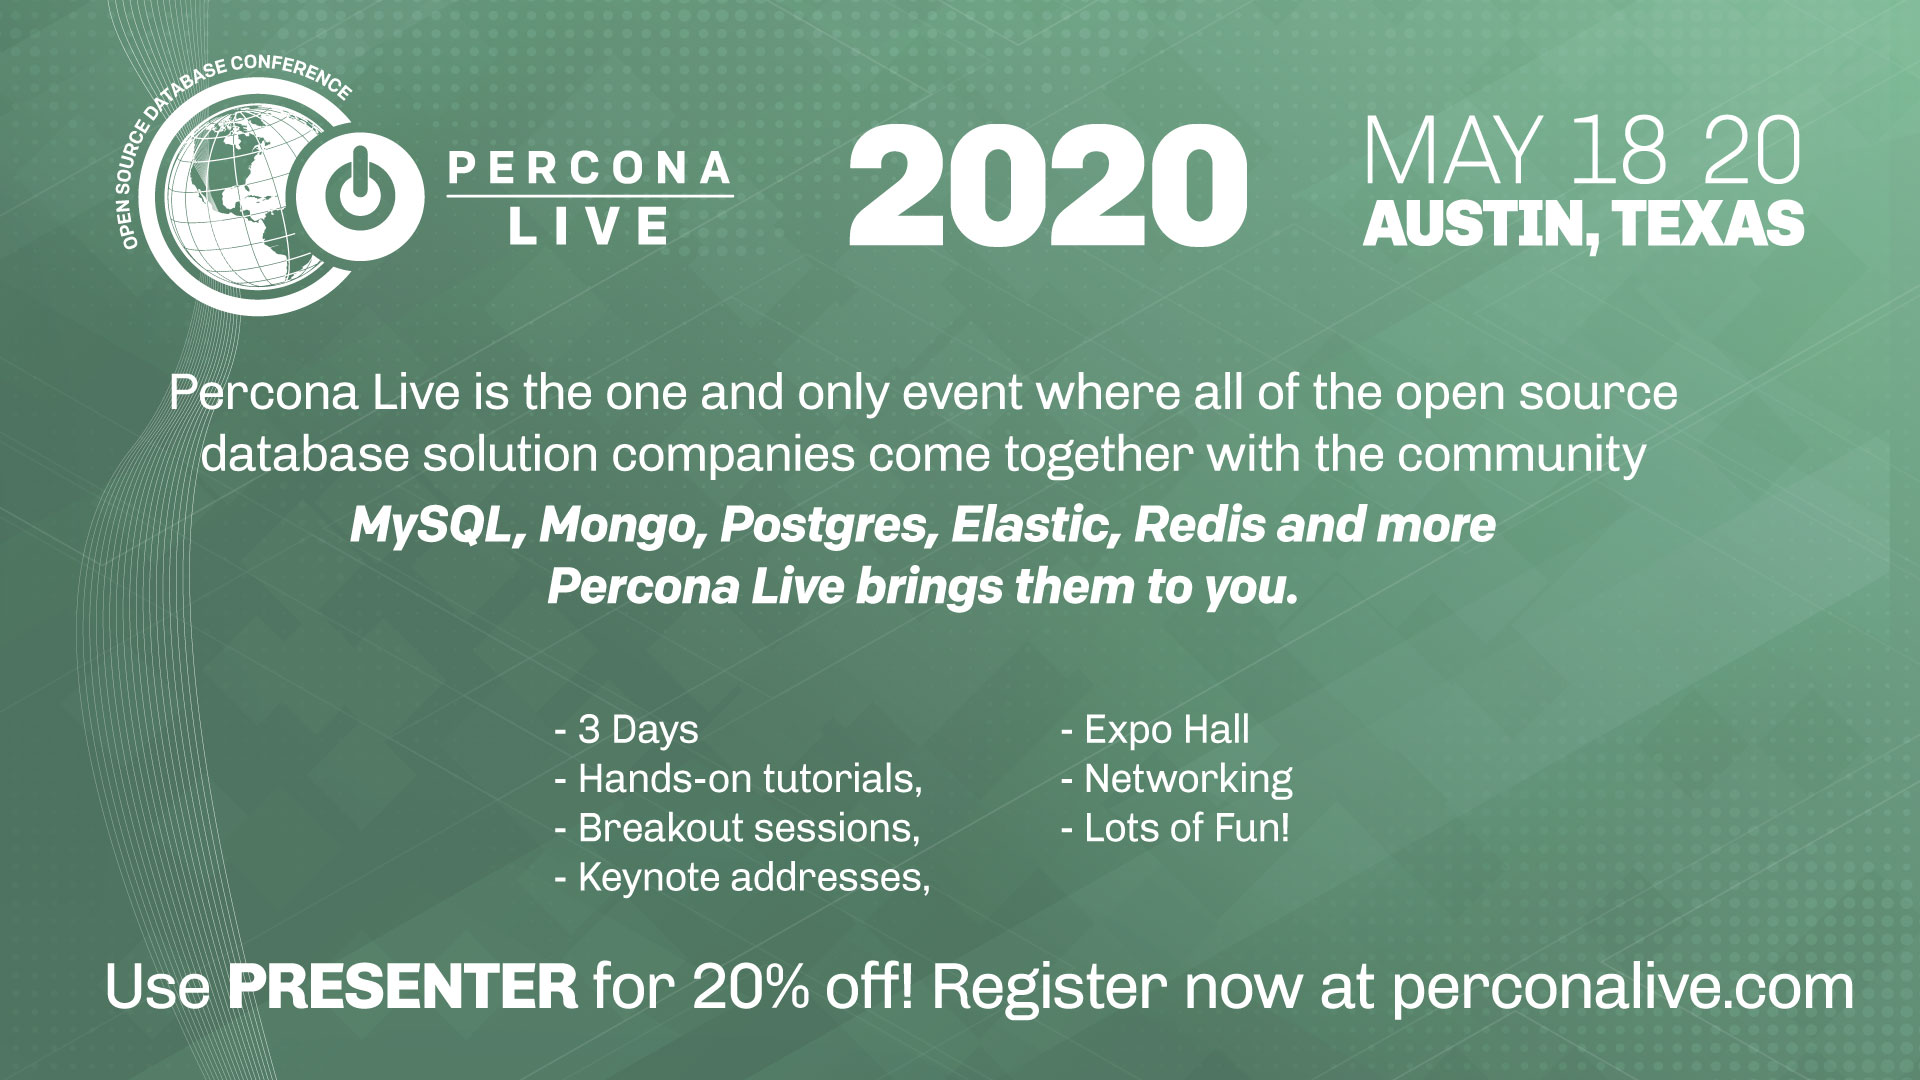 OPEN SOURCE DATABASE CONFERENCE
PERCONA
LIVE
2020
MAY 18 20
AUSTIN, TEXAS
Percona Live is the one and only event where all of the open source
database solution companies come together with the community
MySQL, Mongo, Postgres, Elastic, Redis and more
Percona Live brings them to you.
- 3 Days
- Hands-on tutorials,
- Breakout sessions,
- Keynote addresses,
- Expo Hall
- Networking
- Lots of Fun!
Use PRESENTER for 20% off! Register now at perconalive.com